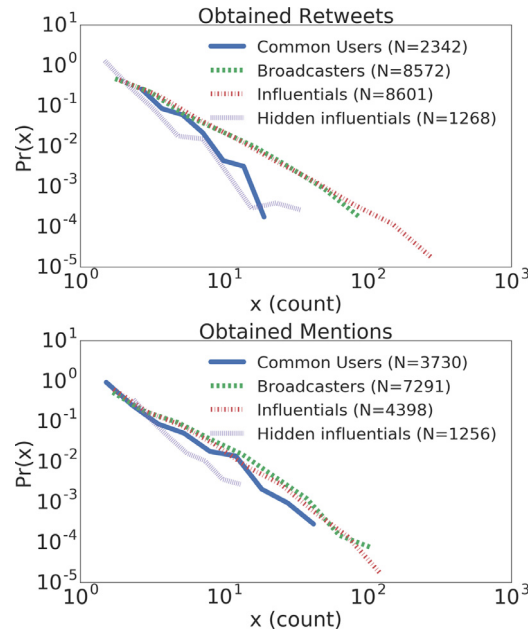 Obtained Retweets
10^1
10^0
10^-1
10^-2
10^-3
10^-4
10^-5
Pr(x)
Common Users (N=2342)
Broadcasters (N=8572)
Influentials (N=8601)
Hidden influentials (N=1268)
10^0 10^1 10^2 10^3
x (count)
Obtained Mentions
10^1
10^0
10^-1
10^-2
10^-3
10^-4
10^-5
Pr(x)
Common Users (N=3730)
Broadcasters (N=7291)
Influentials (N=4398)
Hidden influentials (N=1256)
10^0 10^1 10^2 10^3
x (count)